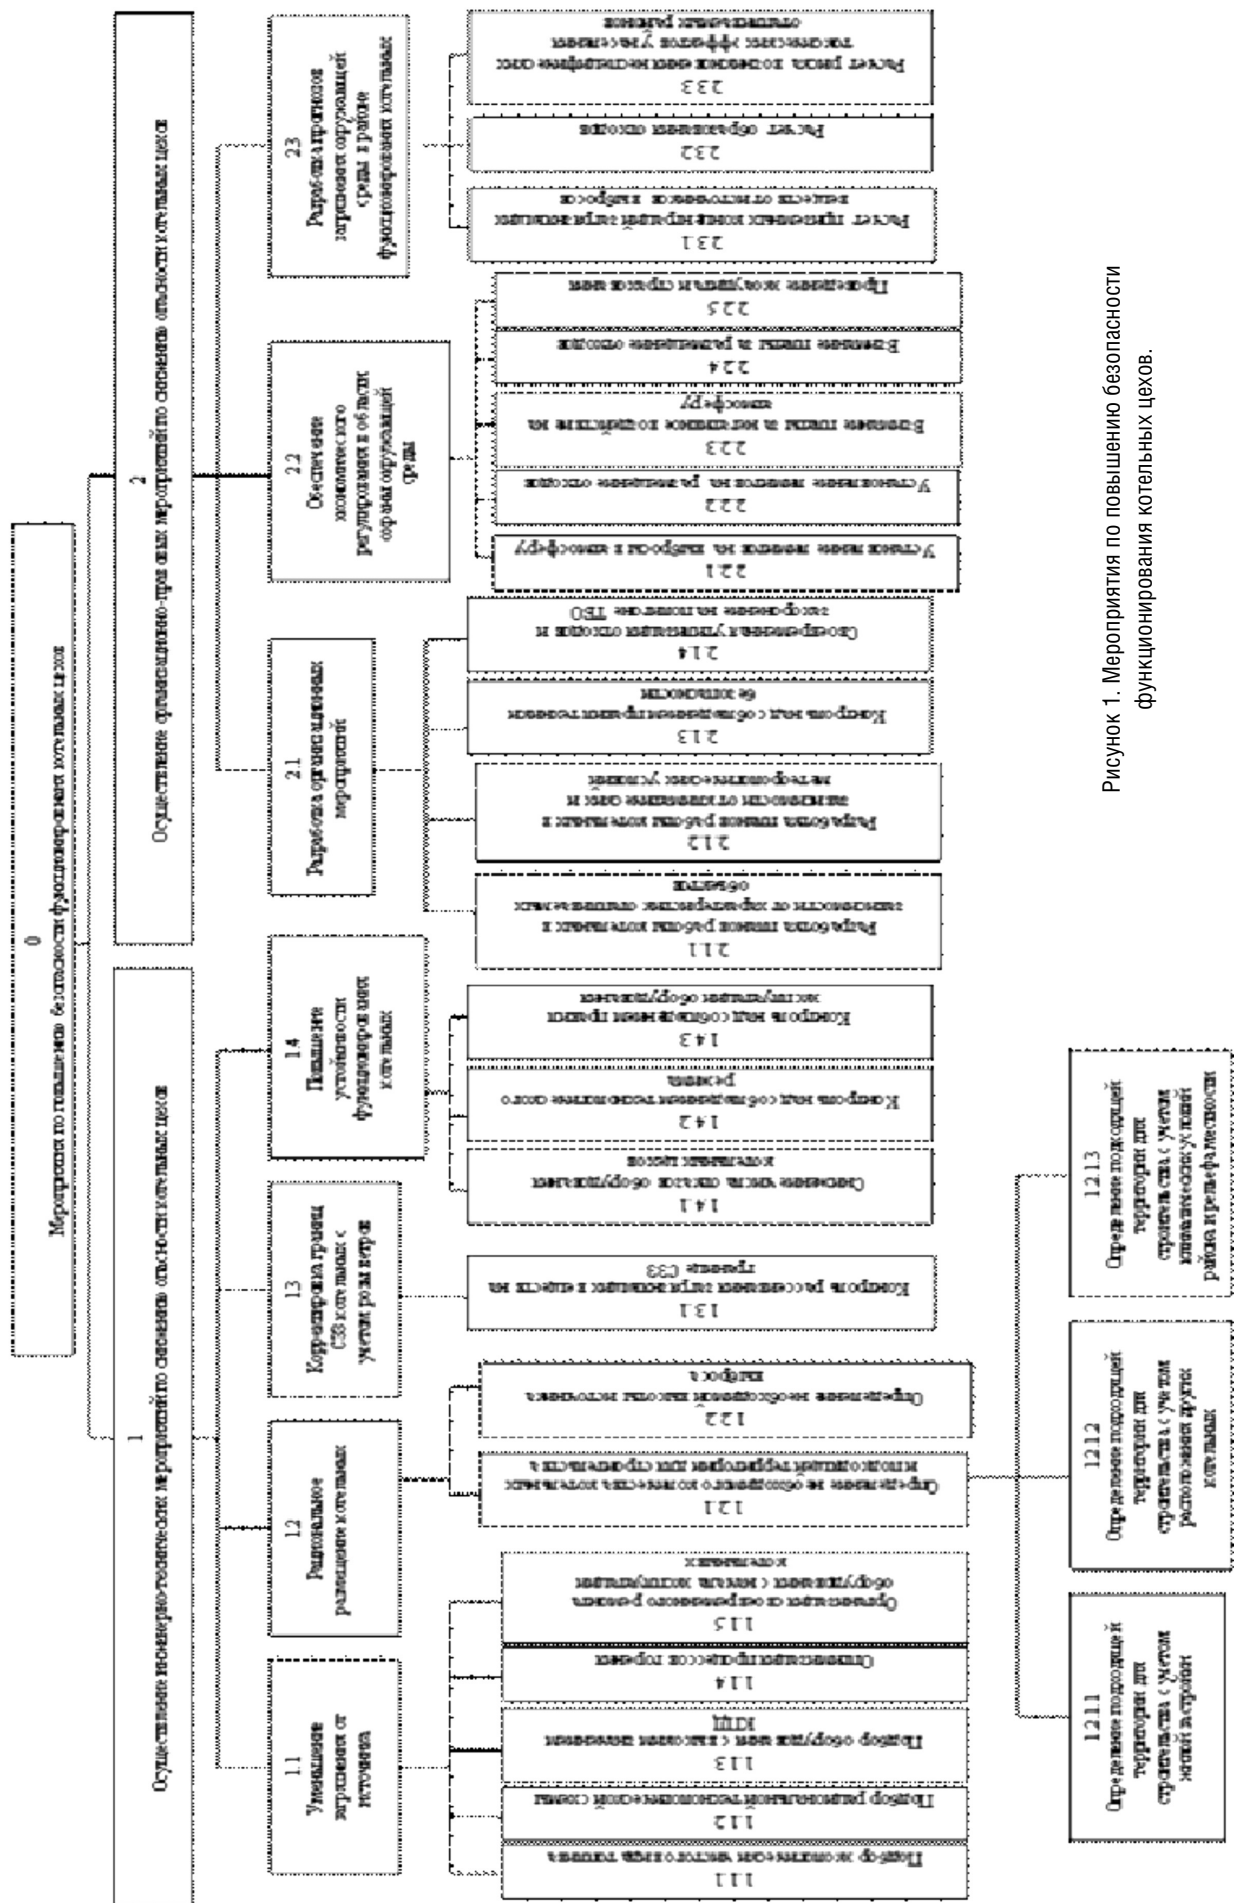 0
Мероприятия по повышению безопасности функционирования котельных цехов
1
Осуществление инженерно-технических мероприятий по снижению опасности котельных цехов
2
Осуществление организационно-правовых мероприятий по снижению опасности котельных цехов
1.1
Уменьшение
загрязнения от
источника
1.2
Рациональное
размещение котельных
1.3
Корректировка границ
СЗЗ котельных с
учетом розы ветров
1.4
Повышение
устойчивости
функционирования
котельных
2.1
Разработка организационных
мероприятий
2.2
Обеспечение
экономического
регулирования в области
охраны окружающей
среды
2.3
Разработка прогнозов
загрязнения окружающей
среды в районе
функционирования котельных
1.1.1
Подбор экологически чистого вида топлива
1.1.2
Подбор рациональной технологической схемы
1.1.3
Подбор оборудования с высокими значениями
КПД
1.1.4
Оптимизация процессов горения
1.1.5
Организация своевременного ремонта
оборудования с начала эксплуатации
котельных
1.2.1
Определение необходимого количества котельных
и подходящей территории для строительства
1.2.2
Определение необходимой высоты источника
выброса
1.3.1
Контроль рассеивания загрязняющих веществ на
границе СЗЗ
1.4.1
Снижение числа отказов оборудования
котельных цехов
1.4.2
Контроль над соблюдением технологического
режима
1.4.3
Контроль над соблюдением правил
эксплуатации оборудования
2.1.1
Разработка планов работы котельных в
зависимости от характеристик отапливаемых
объектов
2.1.2
Разработка планов работы котельных в
зависимости от климатических и
метеорологических условий
2.1.3
Контроль над соблюдением правил техники
безопасности
2.1.4
Своевременная утилизация отходов и
захоронение на полигоне ТБО
2.2.1
Установление лимитов на выбросы в атмосферу
2.2.2
Установление лимитов на размещение отходов
2.2.3
Взимание платы за негативное воздействие на
атмосферу
2.2.4
Взимание платы за размещение отходов
2.2.5
Проведение экоаудита и страхования
2.3.1
Расчет приземных концентраций загрязняющих
веществ от источников выбросов
2.3.2
Расчет образования отходов
2.3.3
Расчет риска возникновения неспецифических
токсических эффектов у населения
отапливаемых районов
1.2.1.1
Определение подходящей
территории для
строительства с учетом
жилой застройки
1.2.1.2
Определение подходящей
территории для
строительства с учетом
расположения других
котельных
1.2.1.3
Определение подходящей
территории для
строительства с учетом
климатических условий
района и рельефа местности
Рисунок 1. Мероприятия по повышению безопасности
функционирования котельных цехов.